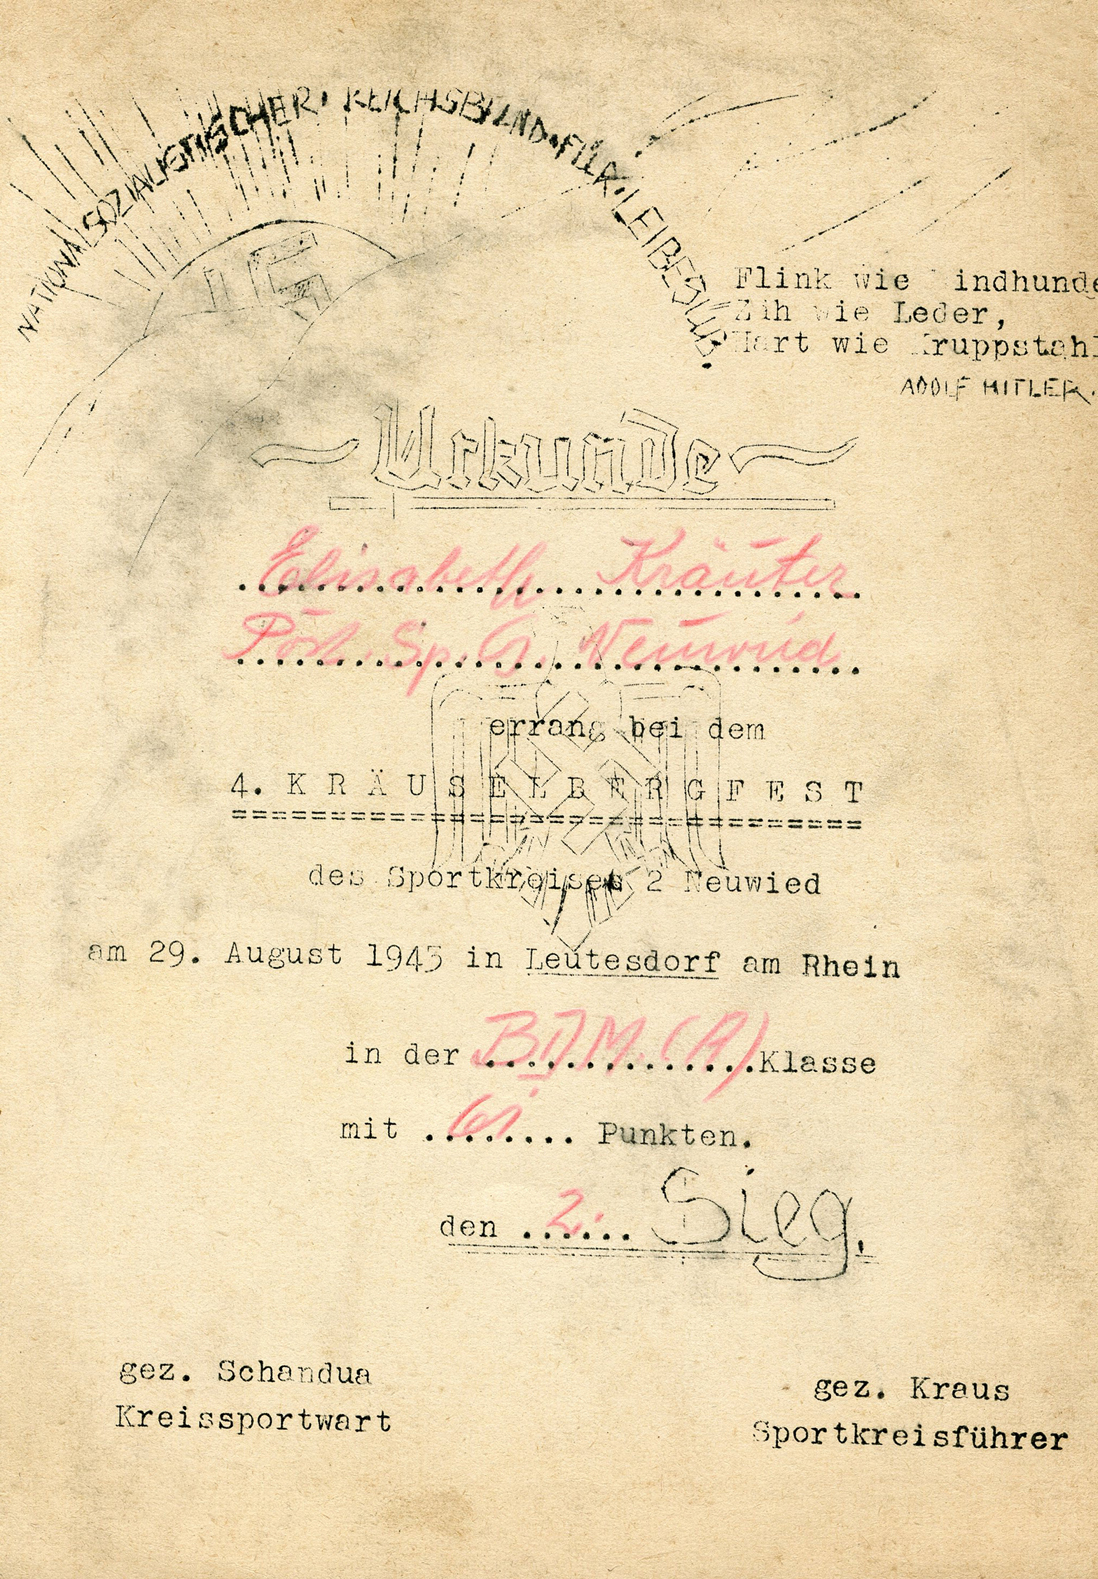 NATIONALSOZIALISTISCHER·REICHSBUND·FÜR·LEIBESÜB.
Flink wie indhunde
Zäh wie Leder,
Hart wie Kruppstahl
ADOLF HITLER.
Urkunde
Elisabeth Kräuter
Post. Sp. G. Neuwied
errang bei dem
4. KRÄUSELBERGFEST
des Sportkreises 2 Neuwied
am 29. August 1943 in Leutesdorf am Rhein
in der BDM. (A) Klasse
mit 61 Punkten.
den 2. Sieg.
gez. Schandua
Kreissportwart
gez. Kraus
Sportkreisführer